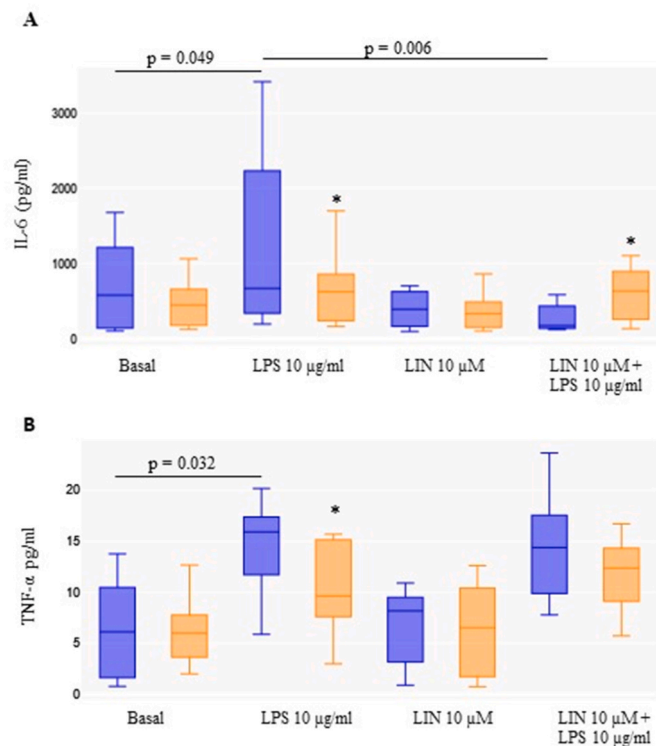 A
p = 0.049
p = 0.006
3000
2000
1000
0
IL-6 (pg/ml)
*
*
Basal
LPS 10 µg/ml
LIN 10 µM
LIN 10 µM +
LPS 10 µg/ml
B
p = 0.032
20
15
10
5
0
TNF-α pg/ml
*
Basal
LPS 10 µg/ml
LIN 10 µM
LIN 10 µM +
LPS 10 µg/ml